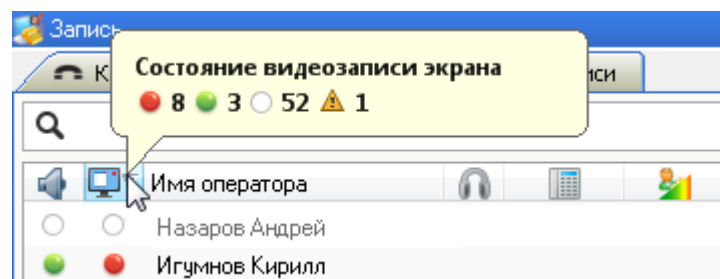 Запись
К
иси
Состояние видеозаписи экрана
8 3 52 1
Имя оператора
Назаров Андрей
Игумнов Кирилл